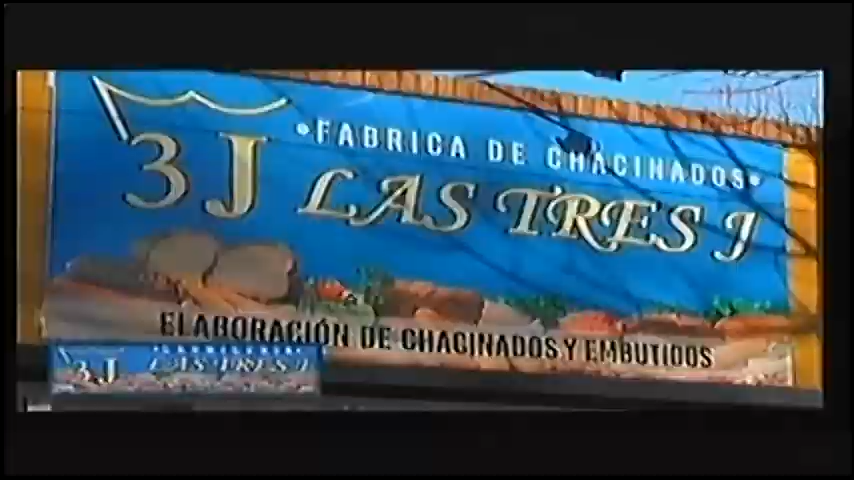 3J
•FABRICA DE CHACINADOS•
LAS TRES J
ELABORACIÓN DE CHACINADOS Y EMBUTIDOS
3J
LAS TRES J